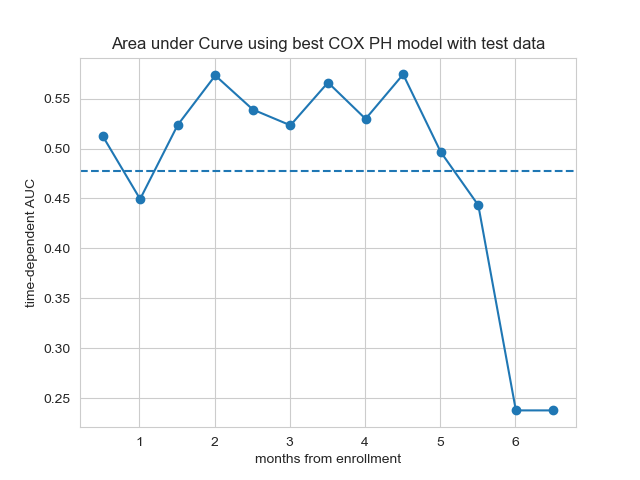 Area under Curve using best COX PH model with test data
time-dependent AUC
0.55
0.50
0.45
0.40
0.35
0.30
0.25
1 2 3 4 5 6
months from enrollment